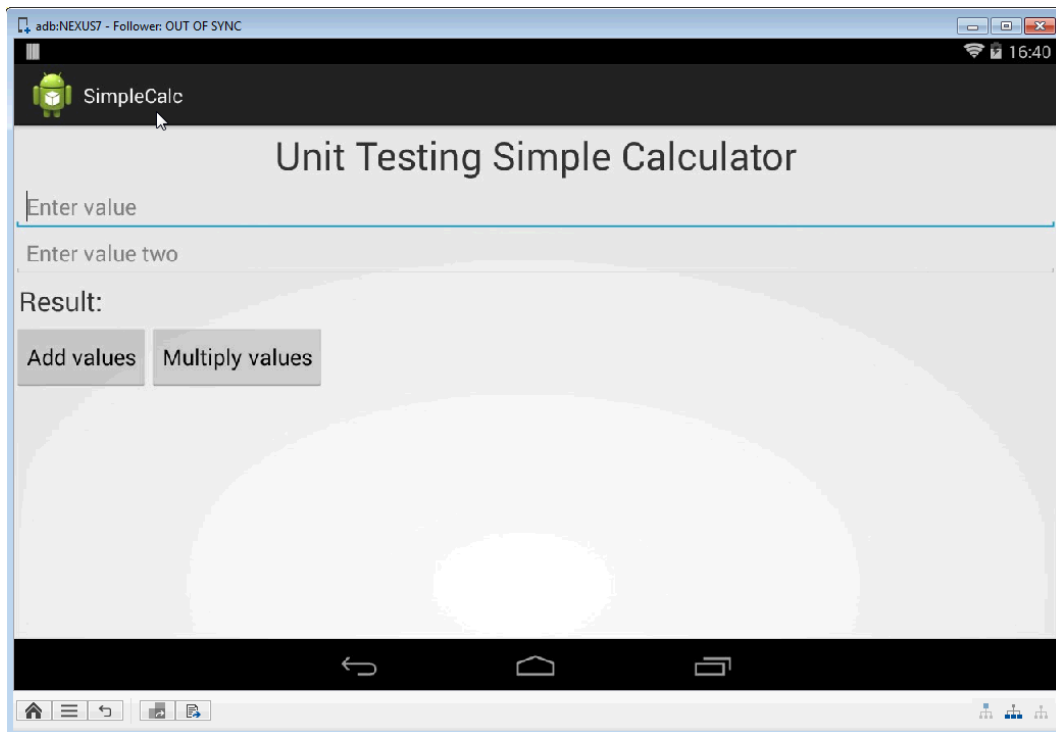 adb:NEXUS7 - Follower: OUT OF SYNC
16:40
SimpleCalc
Unit Testing Simple Calculator
Enter value
Enter value two
Result:
Add values Multiply values